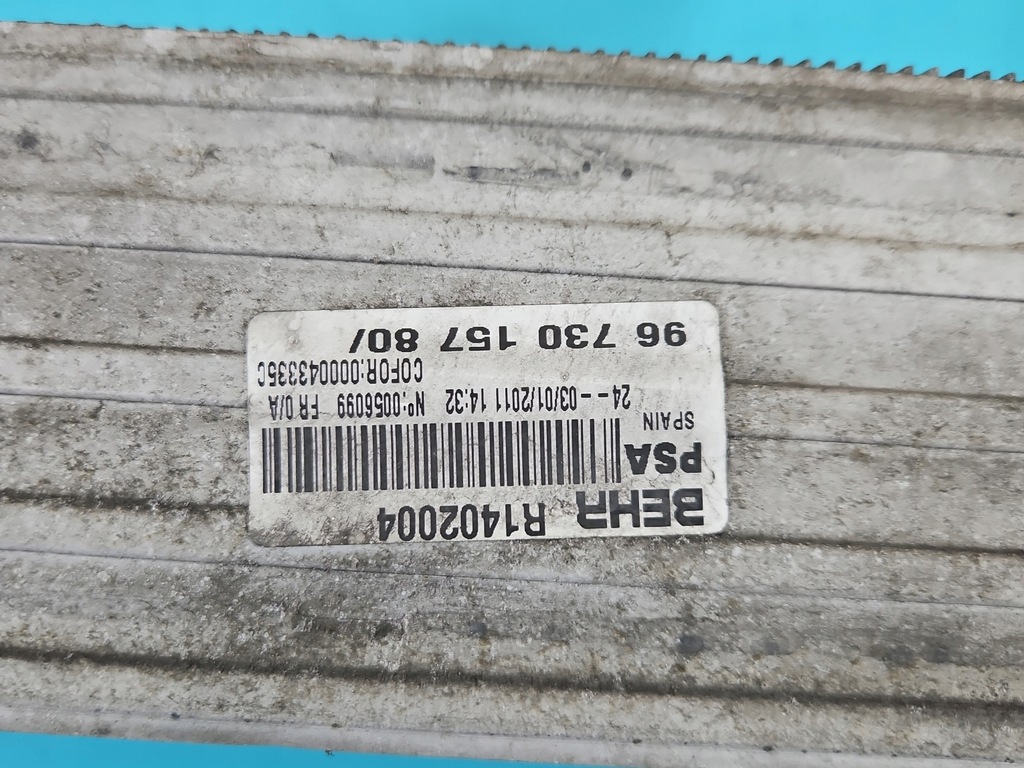 BEHR R1402004
PSA
SPAIN
24 -- 03/01/2011 14:32 Nº:0056099 FR 0/A
COFOR:000043335C
96 730 157 80/